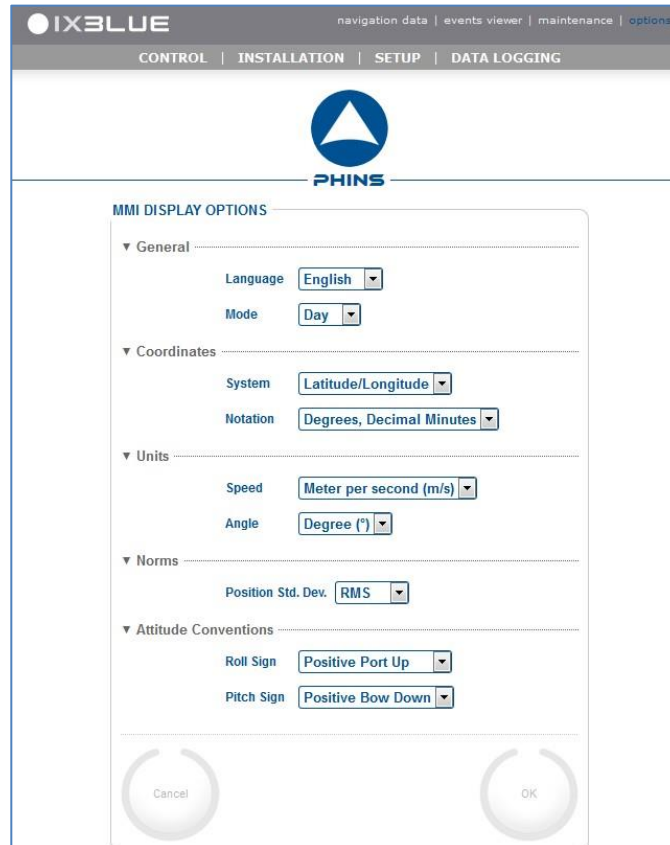 IXBLUE
navigation data | events viewer | maintenance | options
CONTROL | INSTALLATION | SETUP | DATA LOGGING
PHINS
MMI DISPLAY OPTIONS
▼ General
Language English
Mode Day
▼ Coordinates
System Latitude/Longitude
Notation Degrees, Decimal Minutes
▼ Units
Speed Meter per second (m/s)
Angle Degree (°)
▼ Norms
Position Std. Dev. RMS
▼ Attitude Conventions
Roll Sign Positive Port Up
Pitch Sign Positive Bow Down
Cancel OK